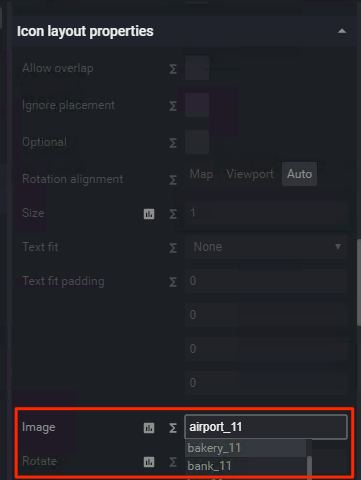 Icon layout properties
Allow overlap
Ignore placement
Optional
Rotation alignment Map Viewport Auto
Size 1
Text fit None
Text fit padding 0
0
0
0
Image airport_11
bakery_11
Rotate bank_11